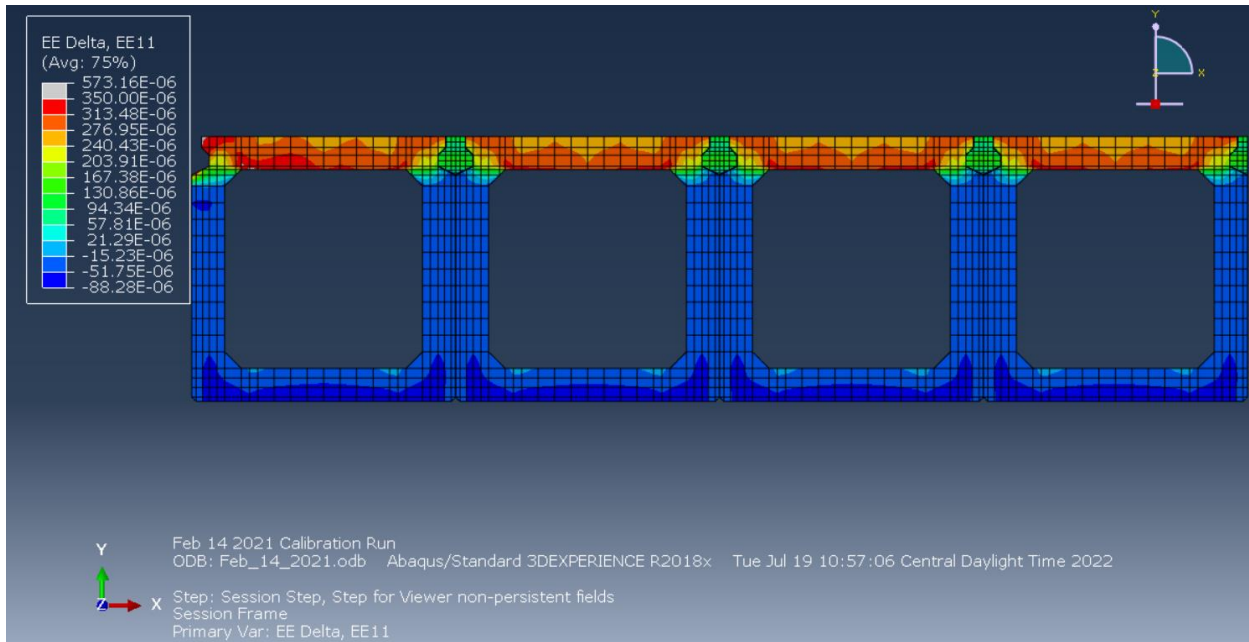 EE Delta, EE11
(Avg: 75%)
573.16E-06
350.00E-06
313.48E-06
276.95E-06
240.43E-06
203.91E-06
167.38E-06
130.86E-06
94.34E-06
57.81E-06
21.29E-06
-15.23E-06
-51.75E-06
-88.28E-06
Y
Z
X
Feb 14 2021 Calibration Run
ODB: Feb_14_2021.odb Abaqus/Standard 3DEXPERIENCE R2018x Tue Jul 19 10:57:06 Central Daylight Time 2022
Y
Z
X
Step: Session Step, Step for Viewer non-persistent fields
Session Frame
Primary Var: EE Delta, EE11